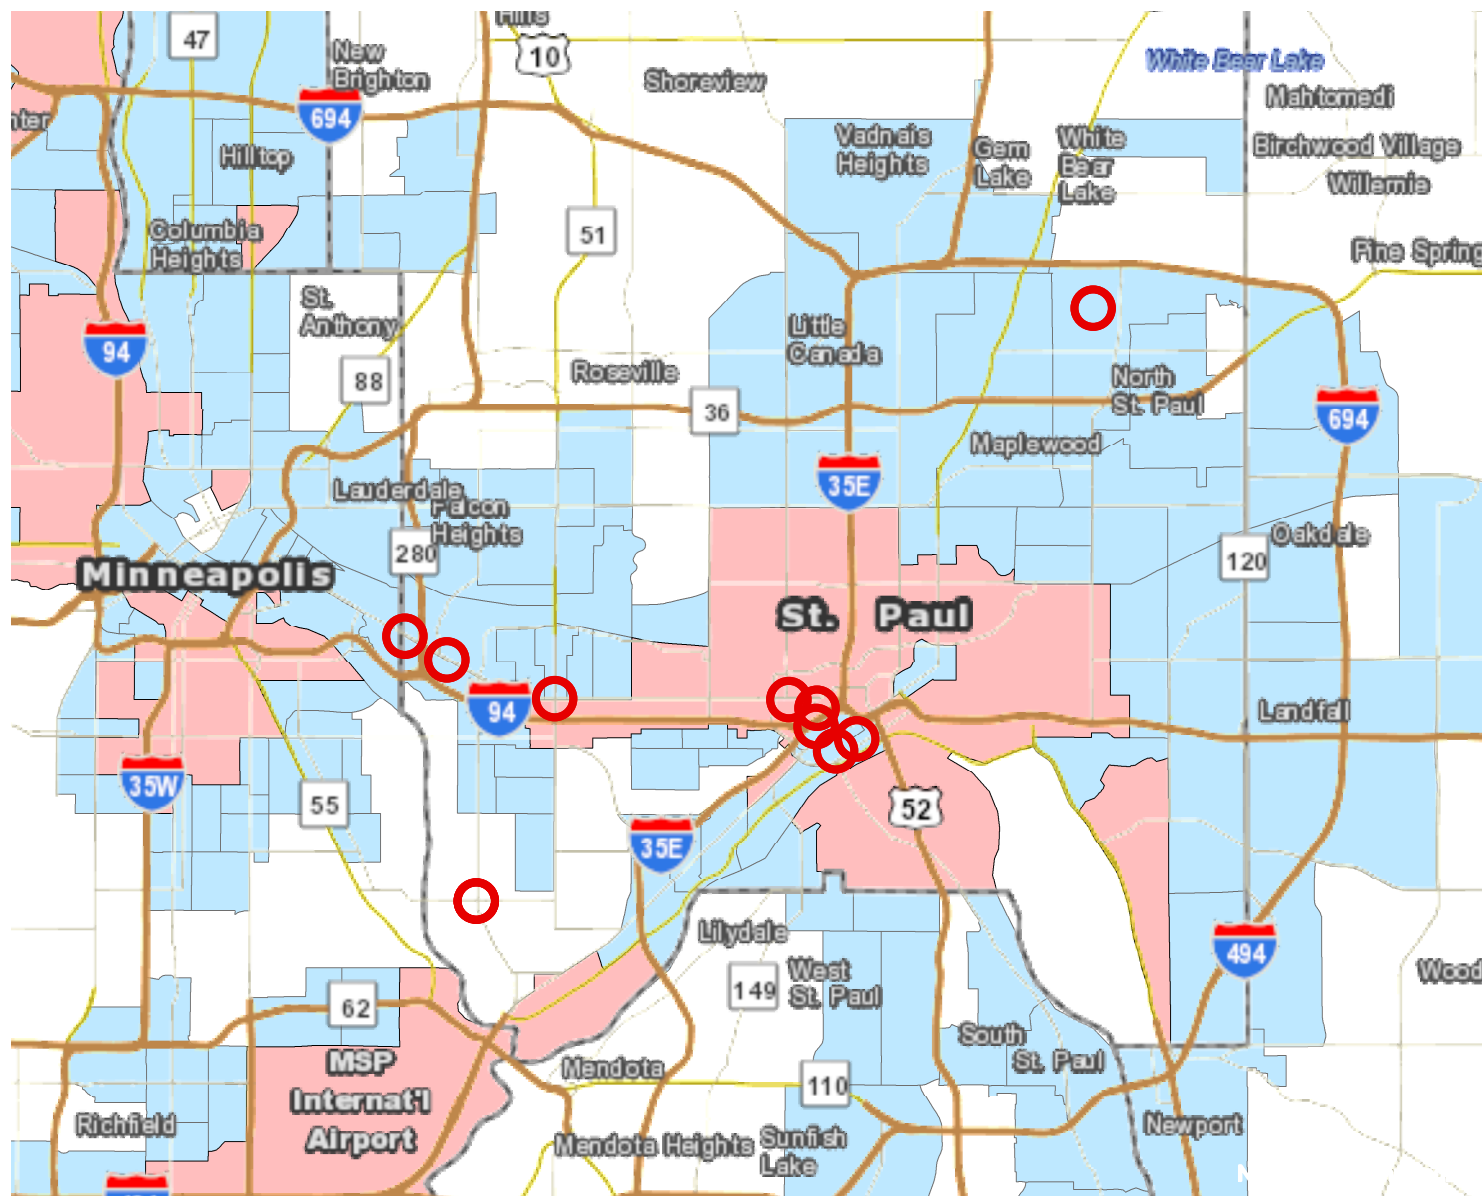 Hills
47
10
New
Brighton
Shoreview
White Bear Lake
Mahtomedi
694
Vadnais
Heights
Gem
Lake
White
Bear
Lake
Birchwood Village
Willernie
Hilltop
Columbia
Heights
51
Pine Spring
St.
Anthony
94
88
Little
Canada
Roseville
36
North
St. Paul
694
Maplewood
35E
Lauderdale
Falcon
Heights
280
Oakdale
120
Minneapolis
St. Paul
94
Landfall
35W
55
52
35E
Lilydale
494
149
West
St. Paul
Wood
62
South
St. Paul
MSP
Internat'l
Airport
Mendota
110
Richfield
Mendota Heights
Sunfish
Lake
Newport